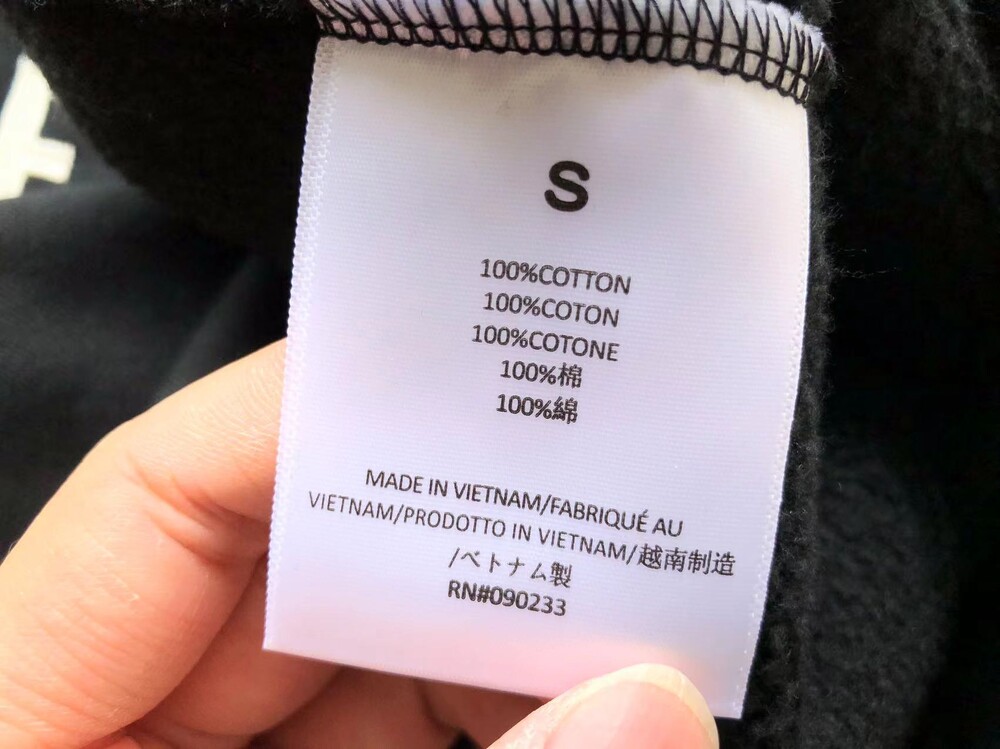 S
100%COTTON
100%COTON
100%COTONE
100%棉
100%綿
MADE IN VIETNAM/FABRIQUÉ AU
VIETNAM/PRODOTTO IN VIETNAM/越南制造
/ベトナム製
RN#090233